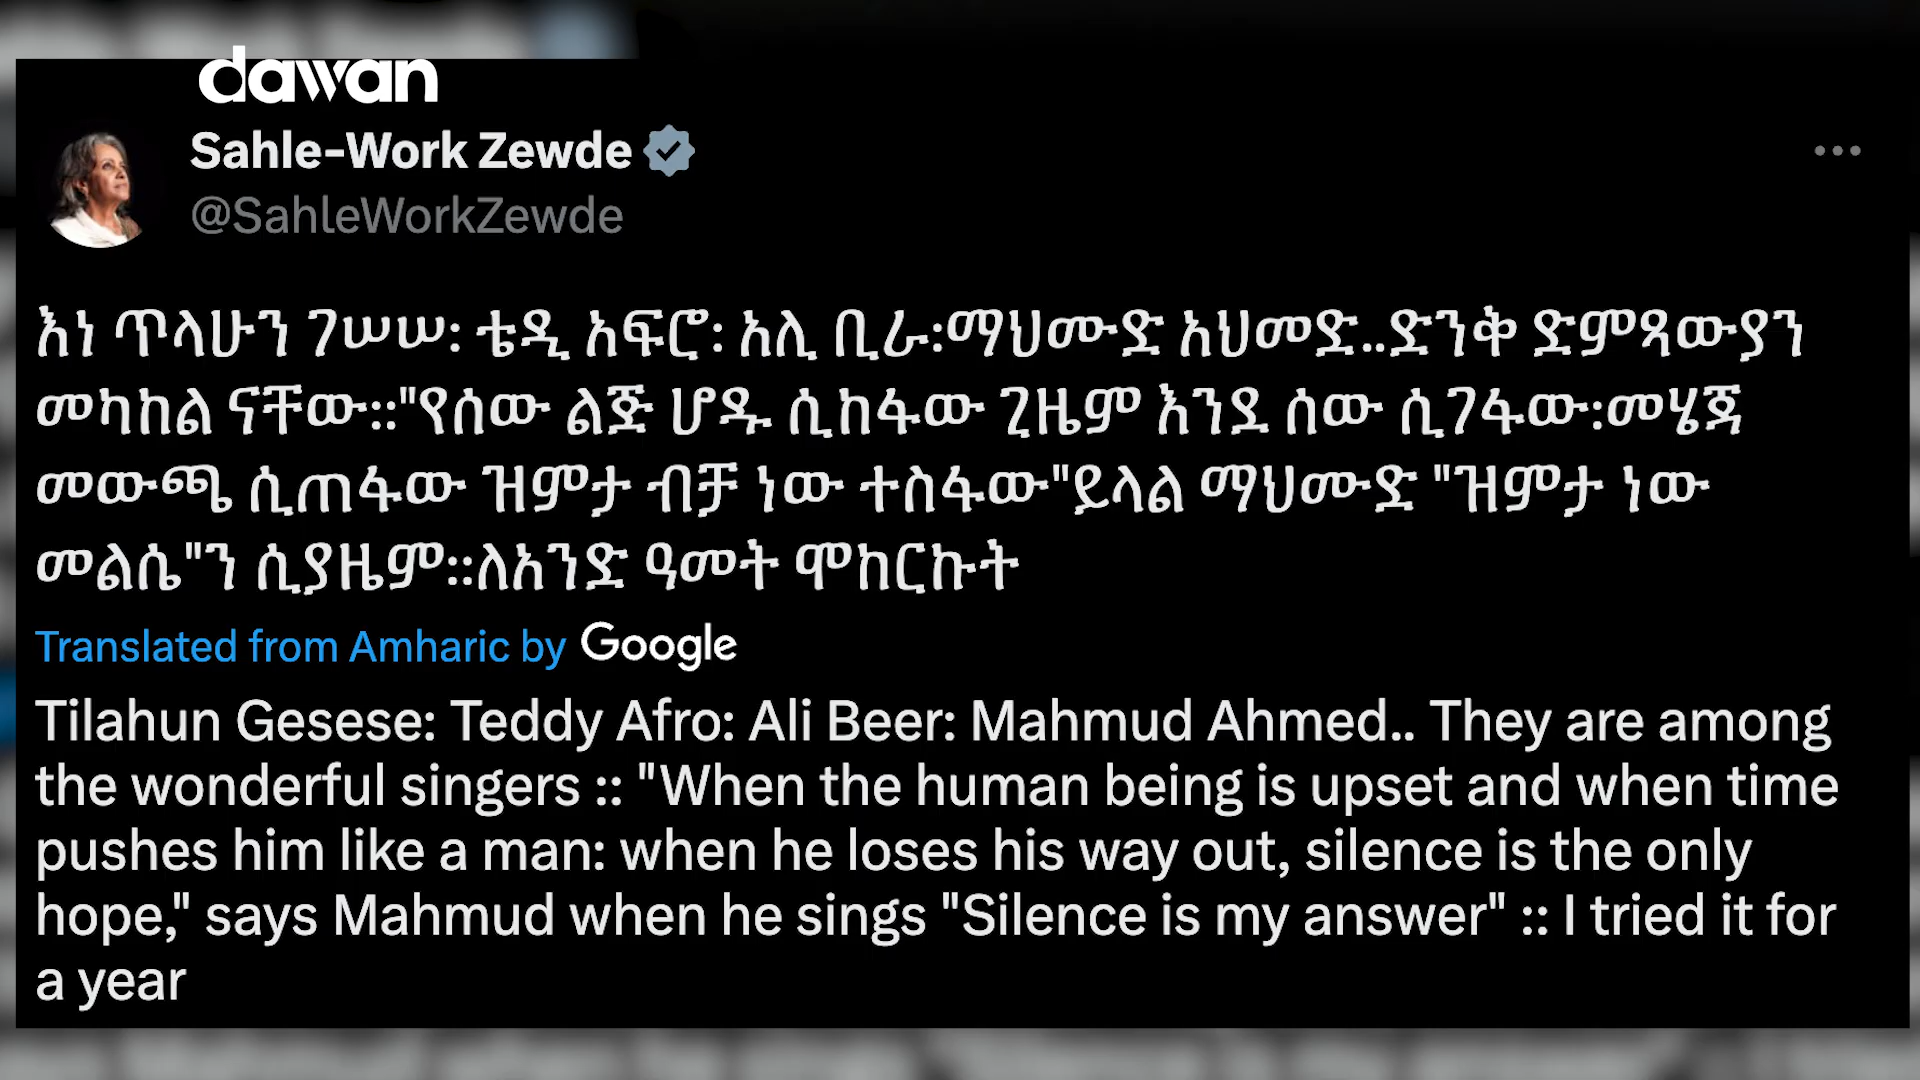 dawan
Sahle-Work Zewde
@SahleWorkZewde
እነ ጥላሁን ገሠሠ: ቴዲ አፍሮ: አሊ ቢራ:ማህሙድ አህመድ..ድንቅ ድምጻውያን
መካከል ናቸው::"የሰው ልጅ ሆዱ ሲከፋው ጊዜም እንደ ሰው ሲገፋው:መሄጃ
መውጫ ሲጠፋው ዝምታ ብቻ ነው ተስፋው"ይላል ማህሙድ "ዝምታ ነው
መልሴ"ን ሲያዜም::ለአንድ ዓመት ሞከርኩት
Translated from Amharic by Google
Tilahun Gesese: Teddy Afro: Ali Beer: Mahmud Ahmed.. They are among
the wonderful singers :: "When the human being is upset and when time
pushes him like a man: when he loses his way out, silence is the only
hope," says Mahmud when he sings "Silence is my answer" :: I tried it for
a year